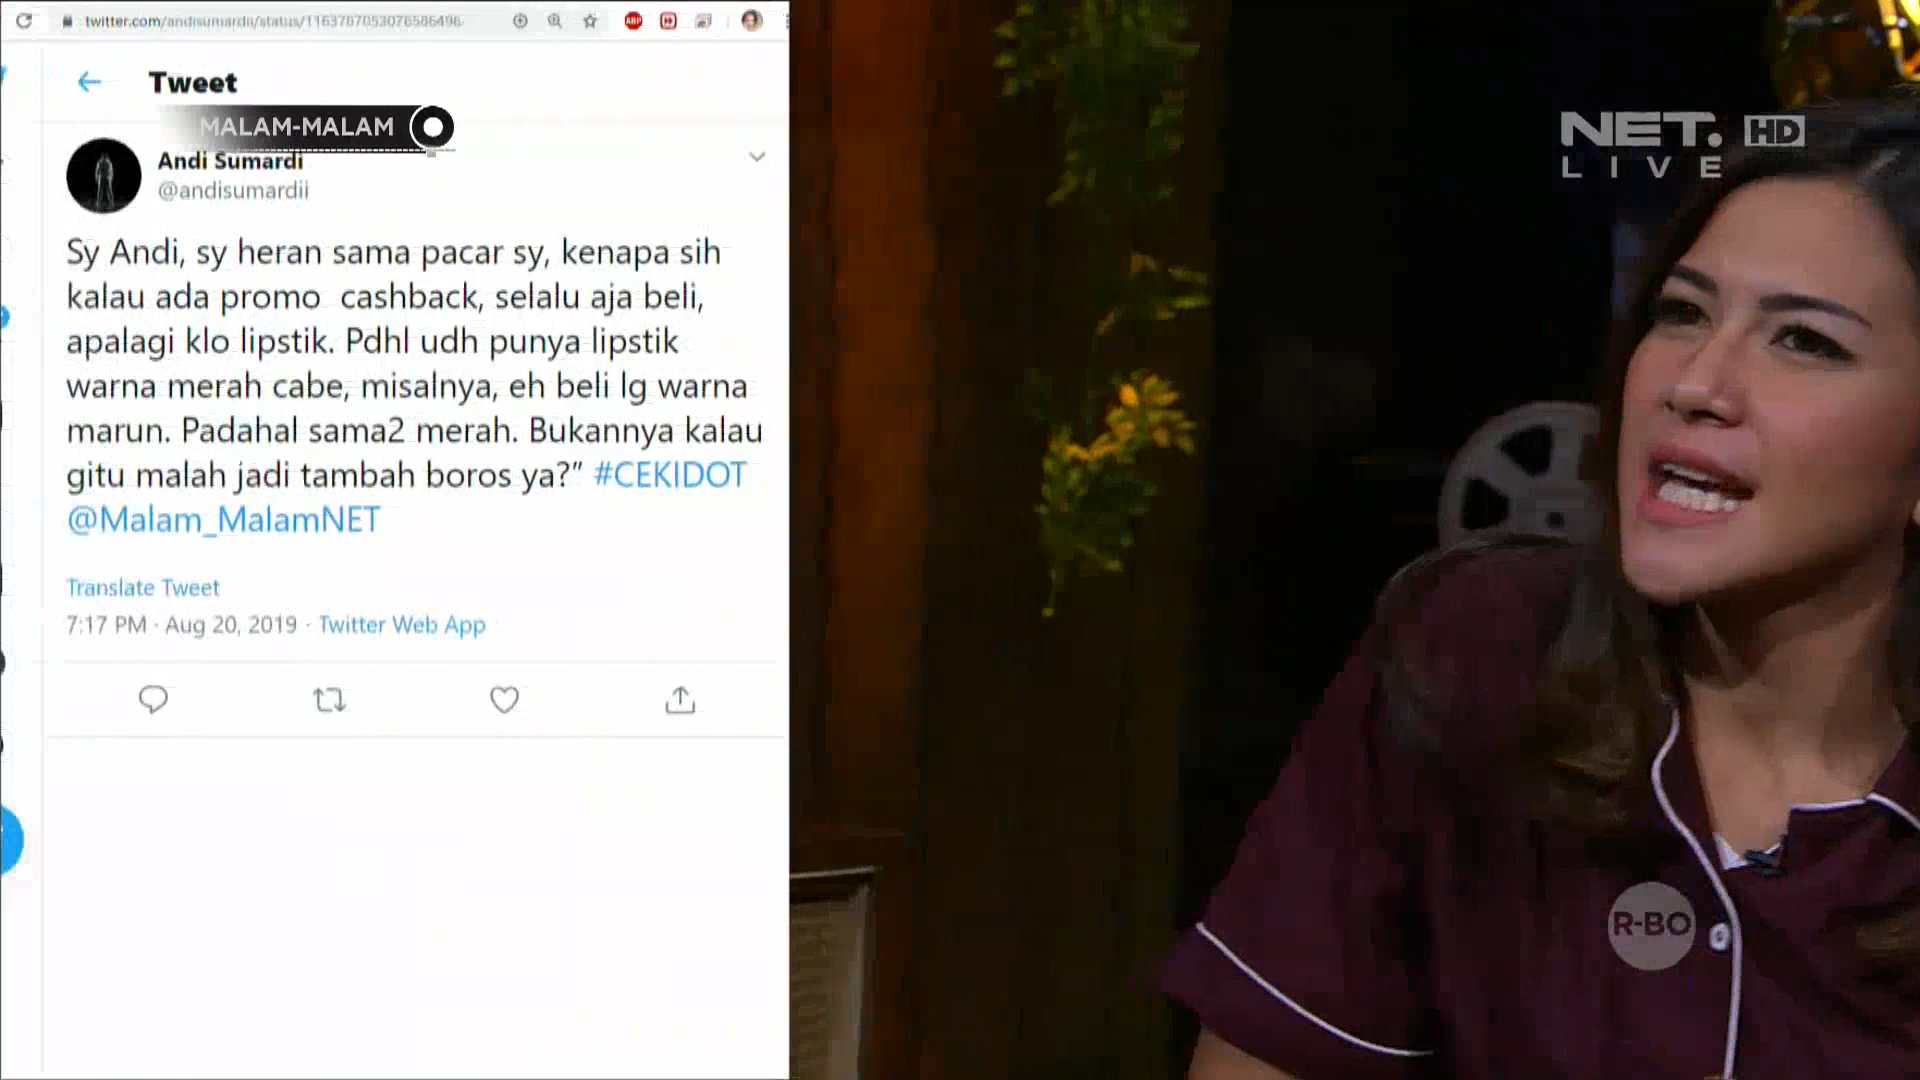 twitter.com/andisumardii/status/1163787053076586496
Tweet
MALAM-MALAM
Andi Sumardi
@andisumardii
Sy Andi, sy heran sama pacar sy, kenapa sih
kalau ada promo cashback, selalu aja beli,
apalagi klo lipstik. Pdhl udh punya lipstik
warna merah cabe, misalnya, eh beli lg warna
marun. Padahal sama2 merah. Bukannya kalau
gitu malah jadi tambah boros ya?” #CEKIDOT
@Malam_MalamNET
Translate Tweet
7:17 PM · Aug 20, 2019 · Twitter Web App
ABP
NET. HD
LIVE
R-BO